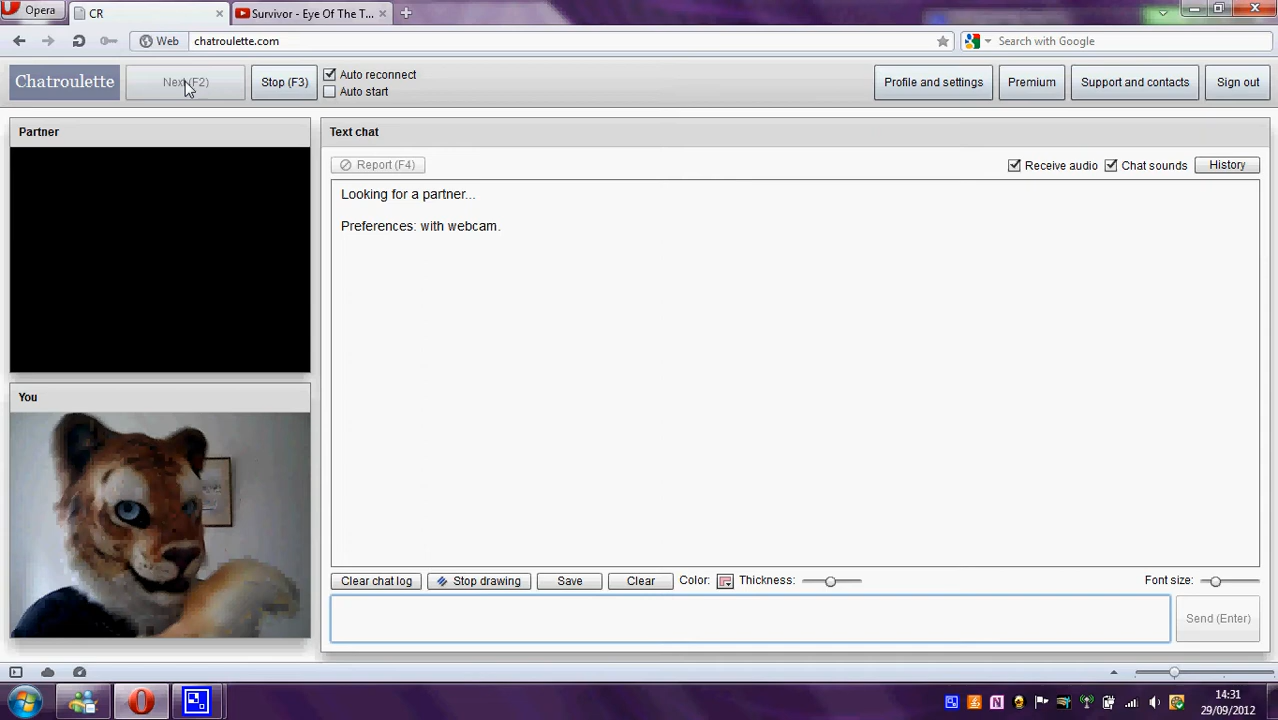 Opera
CR
Survivor - Eye Of The T...
Web
chatroulette.com
Search with Google
Chatroulette
Next (F2)
Stop (F3)
Auto reconnect
Auto start
Profile and settings
Premium
Support and contacts
Sign out
Partner
Text chat
Report (F4)
Receive audio
Chat sounds
History
Looking for a partner...
Preferences: with webcam.
You
Clear chat log
Stop drawing
Save
Clear
Color:
Thickness:
Font size:
Send (Enter)
14:31
29/09/2012